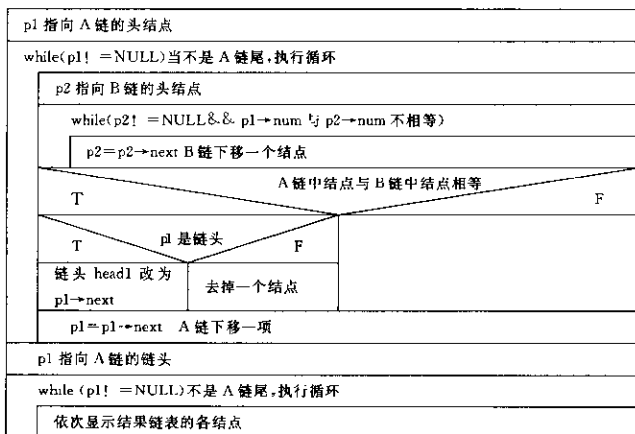 p1 指向 A 链的头结点
while(p1! =NULL)当不是 A 链尾,执行循环
p2 指向 B 链的头结点
while(p2! =NULL&& p1→num 与 p2→num 不相等)
p2=p2→next B 链下移一个结点
A 链中结点与 B 链中结点相等
T F
p1 是链头
T F
链头 head1 改为
p1→next
去掉一个结点
p1=p1→next A 链下移一项
p1 指向 A 链的链头
while (p1! =NULL)不是 A 链尾,执行循环
依次显示结果链表的各结点